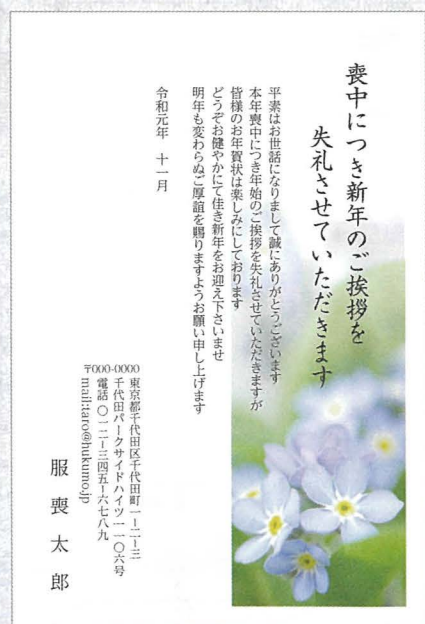 喪中につき新年のご挨拶を
失礼させていただきます
平素はお世話になりまして誠にありがとうございます
本年喪中につき年始のご挨拶を失礼させていただきますが
皆様のお年賀状は楽しみにしております
どうぞお健やかにて佳き新年をお迎え下さいませ
明年も変わらぬご厚誼を賜りますようお願い申し上げます
令和元年 十一月
東京都千代田区千代田町一−二−三
千代田パークサイドハイツ一一〇六号
〒000-0000
電話 〇一二−三四五−六七八九
mail:taro@hukumo.jp
服喪太郎